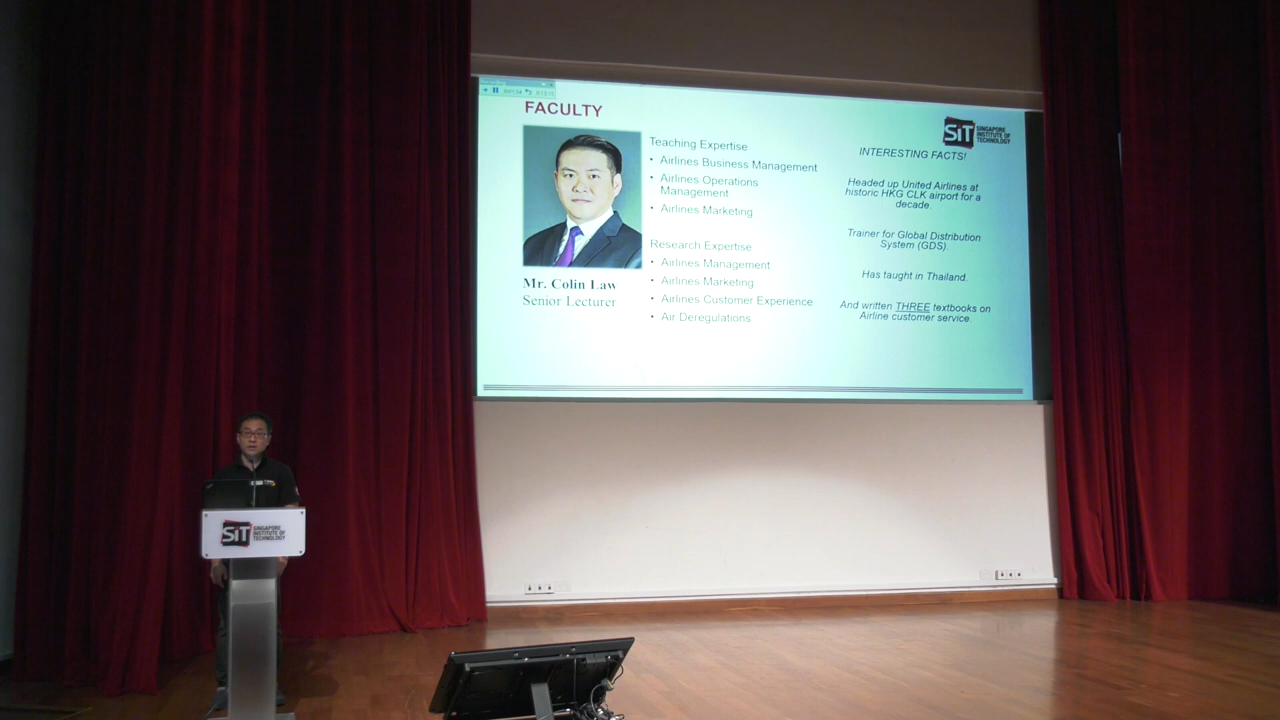 FACULTY
SiT SINGAPORE
INSTITUTE OF
TECHNOLOGY
Teaching Expertise
• Airlines Business Management
• Airlines Operations
Management
• Airlines Marketing
Research Expertise
• Airlines Management
• Airlines Marketing
• Airlines Customer Experience
• Air Deregulations
Mr. Colin Law
Senior Lecturer
INTERESTING FACTS!
Headed up United Airlines at
historic HKG CLK airport for a
decade.
Trainer for Global Distribution
System (GDS).
Has taught in Thailand.
And written THREE textbooks on
Airline customer service.
SiT SINGAPORE
INSTITUTE OF
TECHNOLOGY